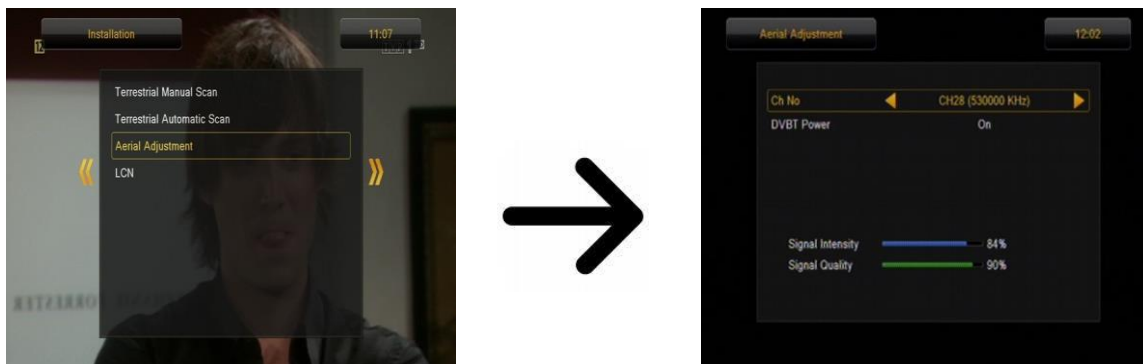 Installation
11:07
Terrestrial Manual Scan
Terrestrial Automatic Scan
Aerial Adjustment
LCN
Aerial Adjustment
12:02
Ch No
CH28 (530000 KHz)
DVBT Power
On
Signal Intensity
84%
Signal Quality
90%